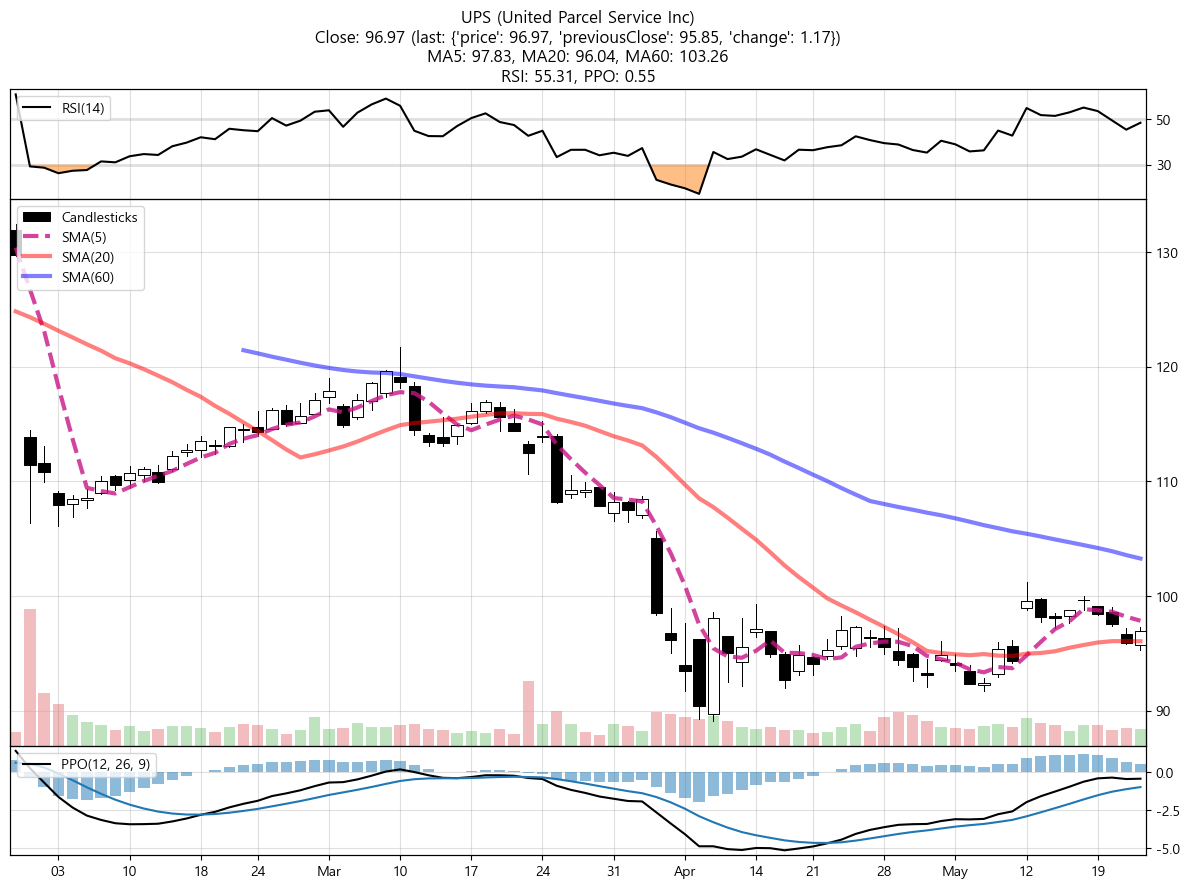 UPS (United Parcel Service Inc)
Close: 96.97 (last: {'price': 96.97, 'previousClose': 95.85, 'change': 1.17})
MA5: 97.83, MA20: 96.04, MA60: 103.26
RSI: 55.31, PPO: 0.55
RSI(14)
50
30
Candlesticks
SMA(5)
SMA(20)
SMA(60)
130
120
110
100
90
PPO(12, 26, 9)
0.0
-2.5
-5.0
03 10 18 24 Mar 10 17 24 31 Apr 14 21 28 May 12 19